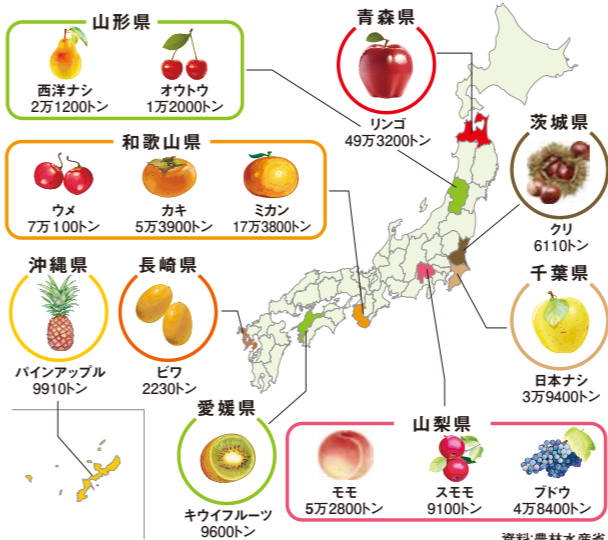 山形県
西洋ナシ
2万1200トン
オウトウ
1万2000トン
青森県
リンゴ
49万3200トン
和歌山県
ウメ
7万100トン
カキ
5万3900トン
ミカン
17万3800トン
茨城県
クリ
6110トン
沖縄県
パインアップル
9910トン
長崎県
ビワ
2230トン
千葉県
日本ナシ
3万9400トン
愛媛県
キウイフルーツ
9600トン
山梨県
モモ
5万2800トン
スモモ
9100トン
ブドウ
4万8400トン
資料:農林水産省